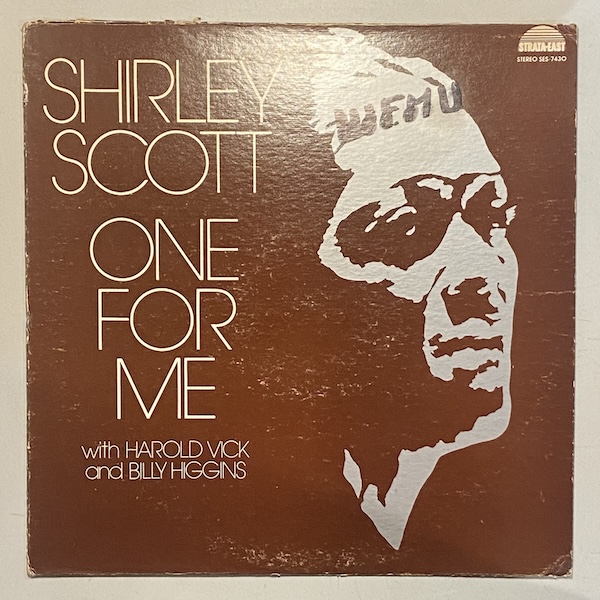 SHIRLEY
SCOTT
ONE
FOR
ME
with HAROLD VICK
and BILLY HIGGINS
STRATA-EAST
STEREO SES-7430